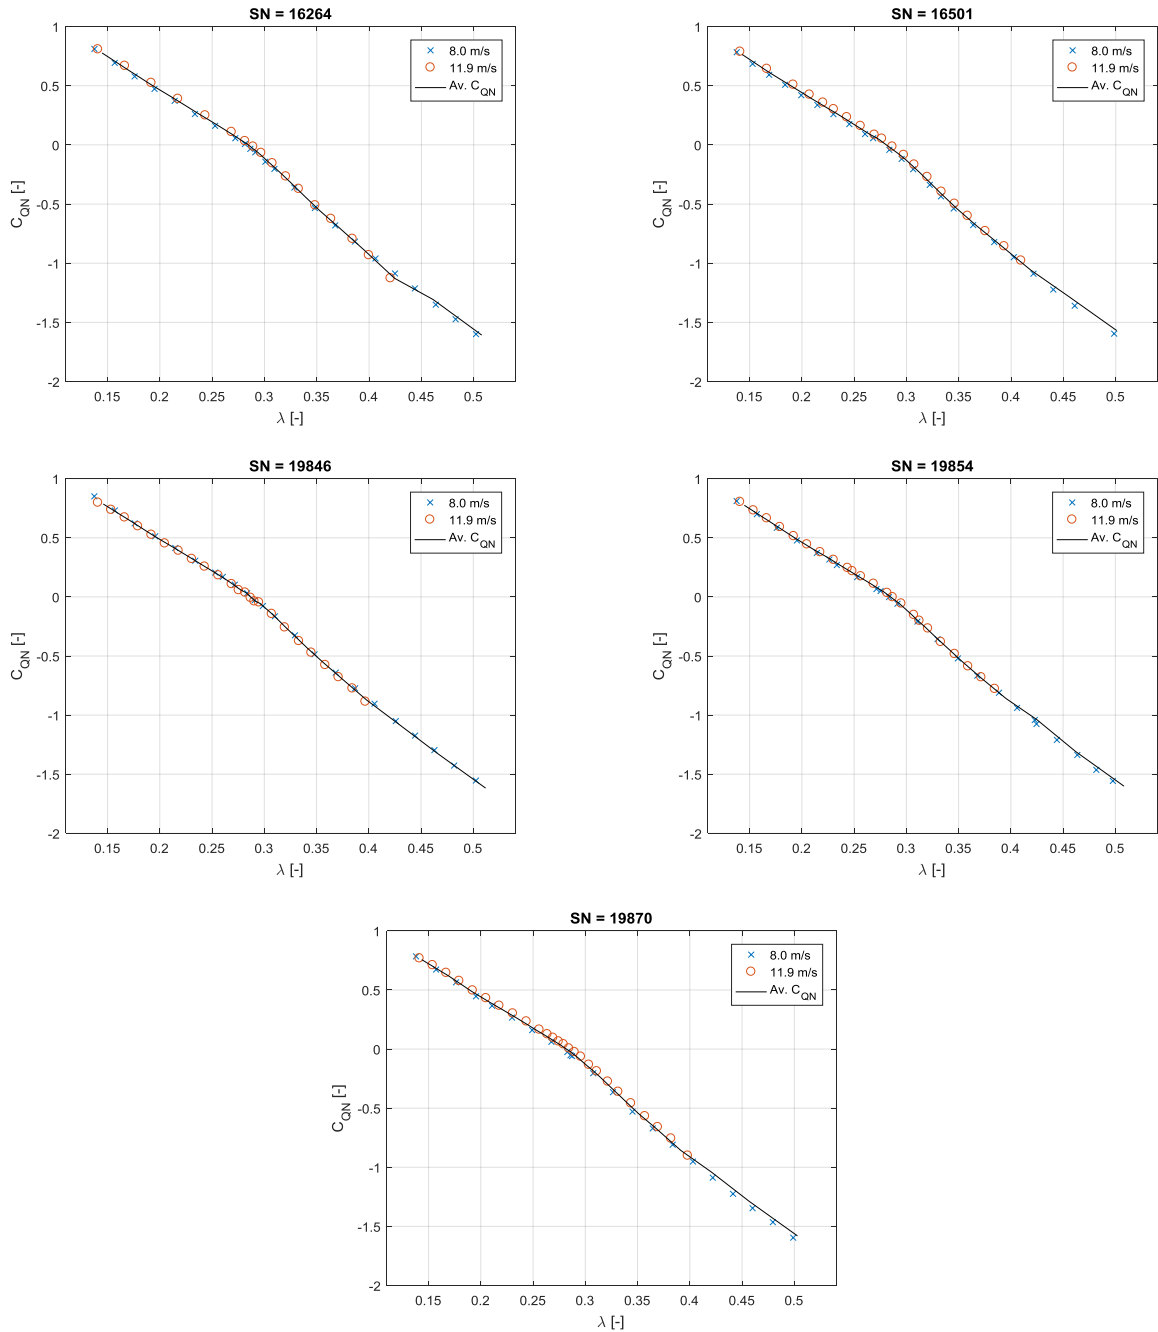 SN = 16264
1
0.5
0
-0.5
-1
-1.5
-2
C_QN [-]
0.15 0.2 0.25 0.3 0.35 0.4 0.45 0.5
λ [-]
8.0 m/s
11.9 m/s
Av. C_QN
SN = 16501
1
0.5
0
-0.5
-1
-1.5
-2
C_QN [-]
0.15 0.2 0.25 0.3 0.35 0.4 0.45 0.5
λ [-]
8.0 m/s
11.9 m/s
Av. C_QN
SN = 19846
1
0.5
0
-0.5
-1
-1.5
-2
C_QN [-]
0.15 0.2 0.25 0.3 0.35 0.4 0.45 0.5
λ [-]
8.0 m/s
11.9 m/s
Av. C_QN
SN = 19854
1
0.5
0
-0.5
-1
-1.5
-2
C_QN [-]
0.15 0.2 0.25 0.3 0.35 0.4 0.45 0.5
λ [-]
8.0 m/s
11.9 m/s
Av. C_QN
SN = 19870
1
0.5
0
-0.5
-1
-1.5
-2
C_QN [-]
0.15 0.2 0.25 0.3 0.35 0.4 0.45 0.5
λ [-]
8.0 m/s
11.9 m/s
Av. C_QN